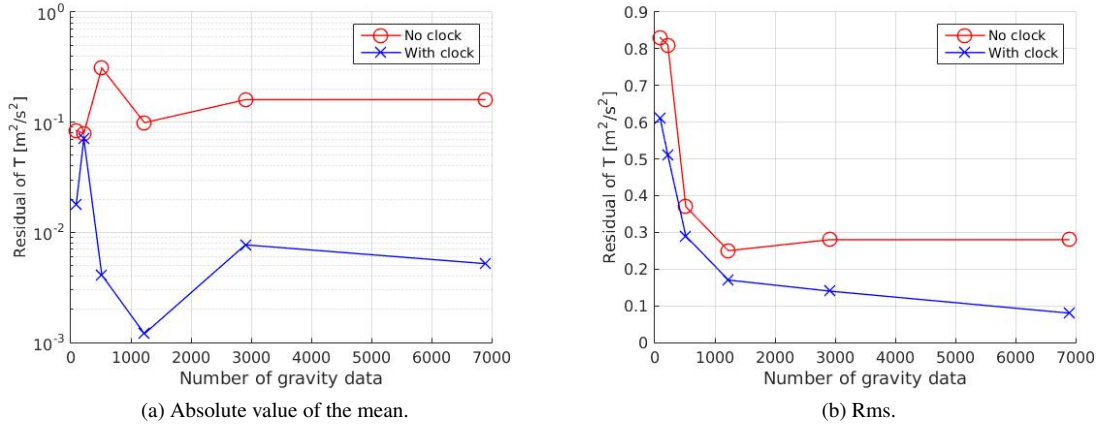 10^0
10^-1
10^-2
10^-3
Residual of T [m^2/s^2]
0 1000 2000 3000 4000 5000 6000 7000
Number of gravity data
No clock
With clock
(a) Absolute value of the mean.
0.9
0.8
0.7
0.6
0.5
0.4
0.3
0.2
0.1
0
Residual of T [m^2/s^2]
0 1000 2000 3000 4000 5000 6000 7000
Number of gravity data
No clock
With clock
(b) Rms.